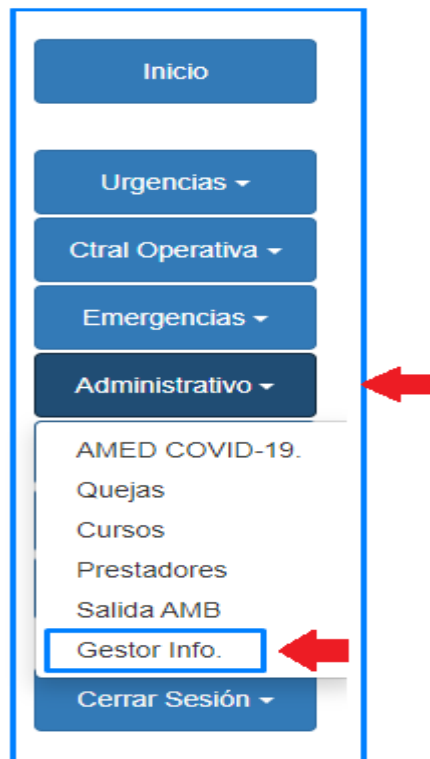 Inicio
Urgencias
Ctral Operativa
Emergencias
Administrativo
AMED COVID-19.
Quejas
Cursos
Prestadores
Salida AMB
Gestor Info.
Cerrar Sesión